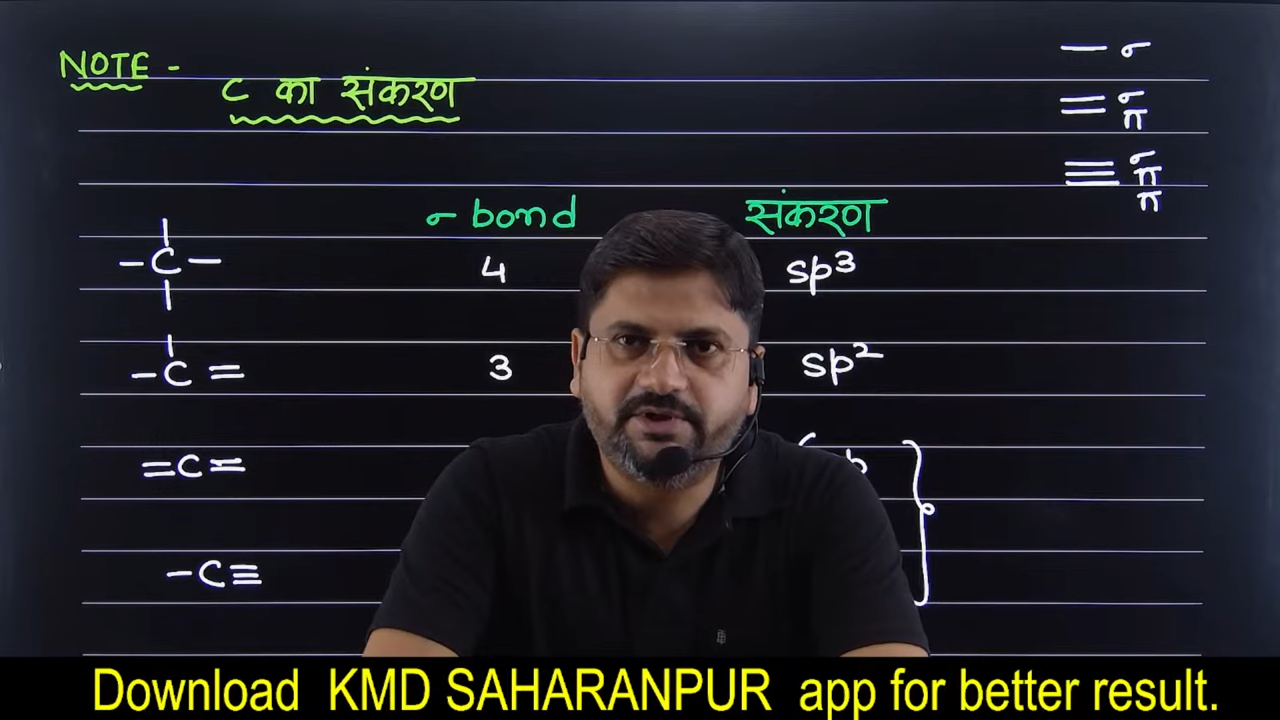 NOTE -
C का संकरण
— σ
= σ π
≡ σ π π
σ bond संकरण
-C- 4 sp³
-C= 3 sp²
=C=
-C≡
Download KMD SAHARANPUR app for better result.